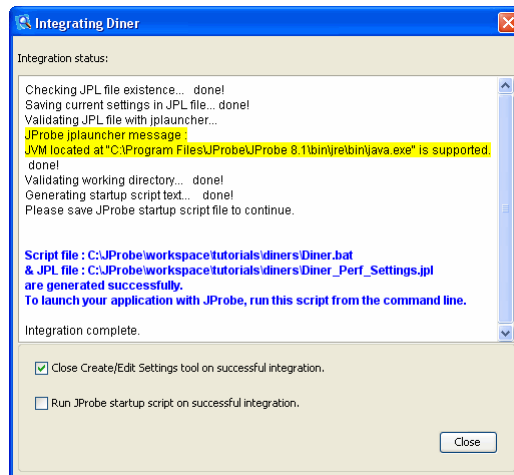 Integrating Diner
Integration status:
Checking JPL file existence... done!
Saving current settings in JPL file... done!
Validating JPL file with jplauncher...
JProbe jplauncher message :
JVM located at "C:\Program Files\JProbe\JProbe 8.1\bin\jre\bin\java.exe" is supported.
done!
Validating working directory... done!
Generating startup script text... done!
Please save JProbe startup script file to continue.
Script file : C:\JProbe\workspace\tutorials\diners\Diner.bat
& JPL file : C:\JProbe\workspace\tutorials\diners\Diner_Perf_Settings.jpl
are generated successfully.
To launch your application with JProbe, run this script from the command line.
Integration complete.
Close Create/Edit Settings tool on successful integration.
Run JProbe startup script on successful integration.
Close